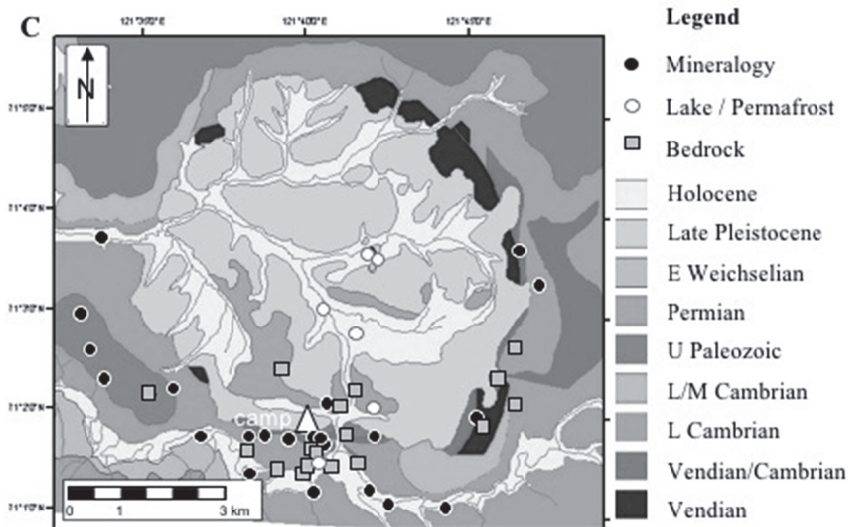 C
N
camp
0 1 3 km
Legend
Mineralogy
Lake / Permafrost
Bedrock
Holocene
Late Pleistocene
E Weichselian
Permian
U Paleozoic
L/M Cambrian
L Cambrian
Vendian/Cambrian
Vendian